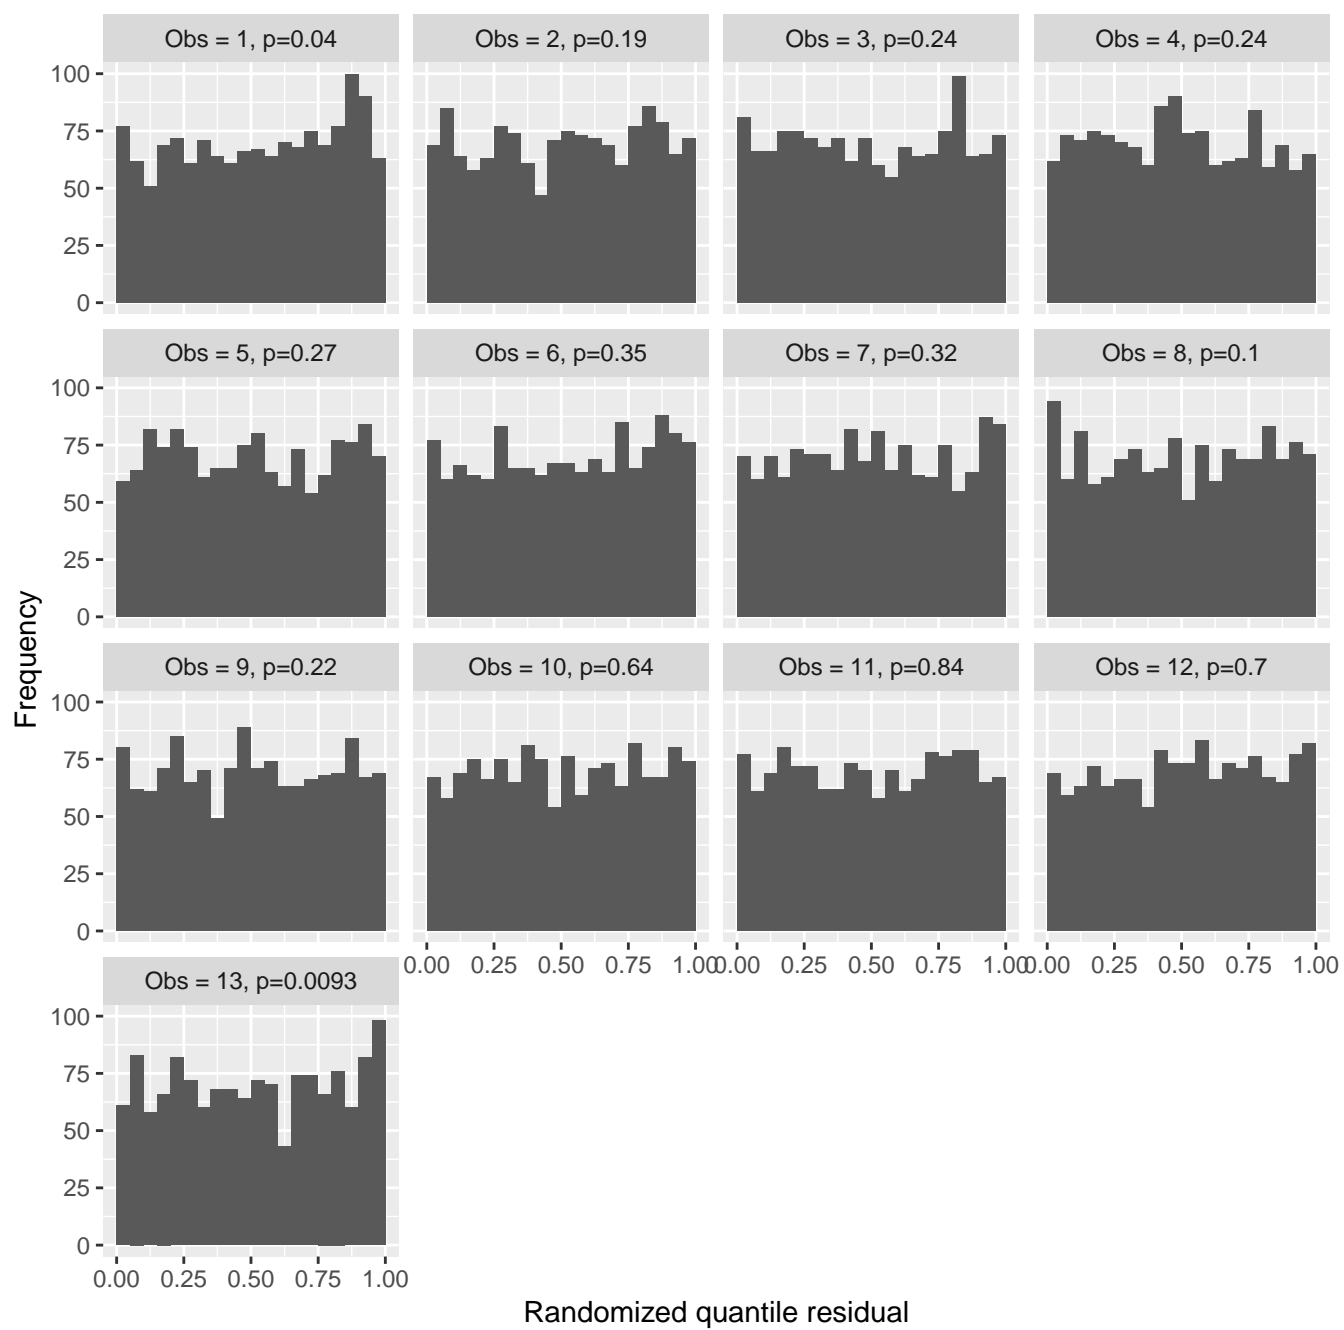 Obs = 1, p=0.04
Obs = 2, p=0.19
Obs = 3, p=0.24
Obs = 4, p=0.24
100
75
50
25
0
Obs = 5, p=0.27
Obs = 6, p=0.35
Obs = 7, p=0.32
Obs = 8, p=0.1
100
75
50
25
0
Frequency
Obs = 9, p=0.22
Obs = 10, p=0.64
Obs = 11, p=0.84
Obs = 12, p=0.7
100
75
50
25
0
0.00 0.25 0.50 0.75 1.00
0.00 0.25 0.50 0.75 1.00
0.00 0.25 0.50 0.75 1.00
Obs = 13, p=0.0093
100
75
50
25
0
0.00 0.25 0.50 0.75 1.00
Randomized quantile residual